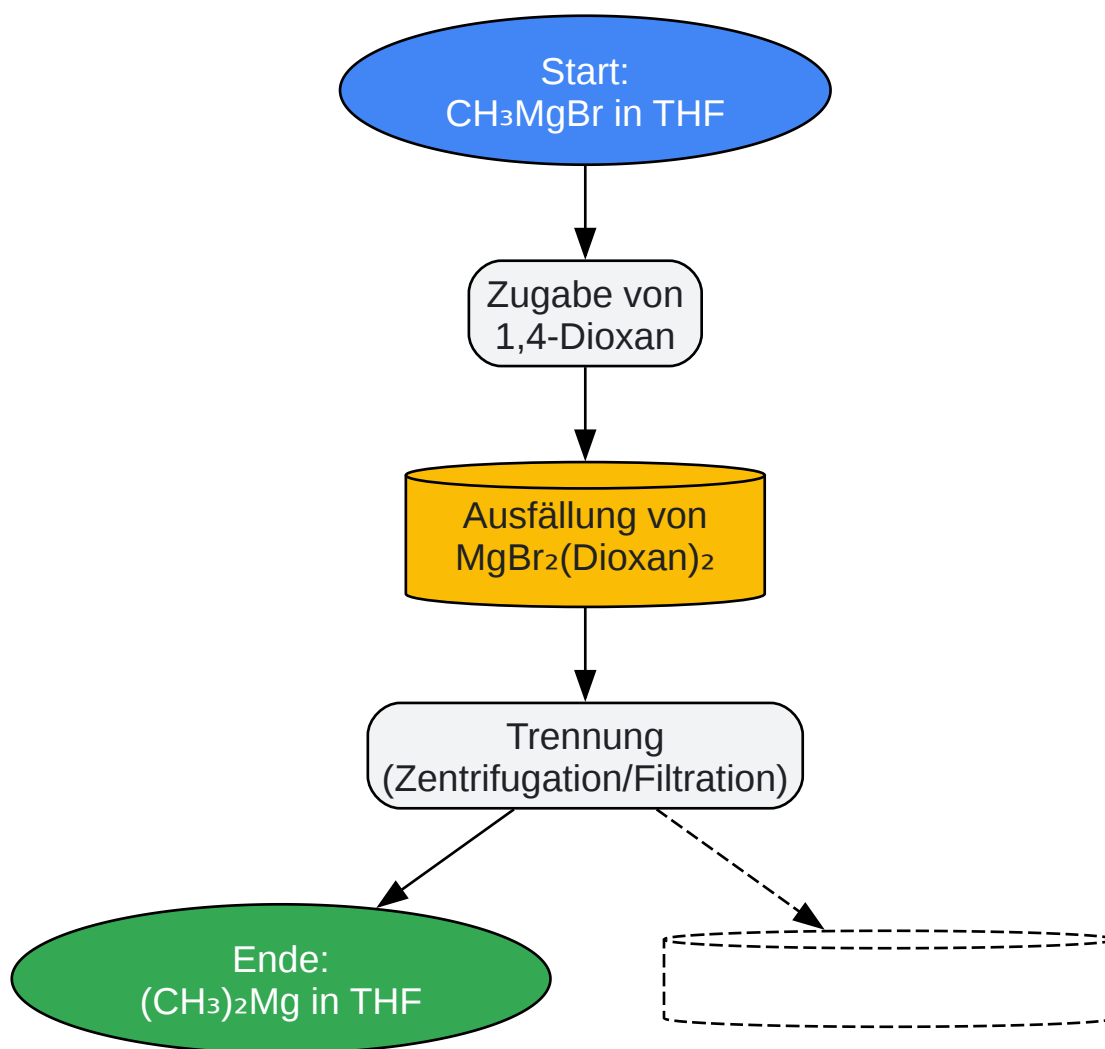 Start:
CH₃MgBr in THF
Zugabe von
1,4-Dioxan
Ausfällung von
MgBr₂(Dioxan)₂
Trennung
(Zentrifugation/Filtration)
Ende:
(CH₃)₂Mg in THF